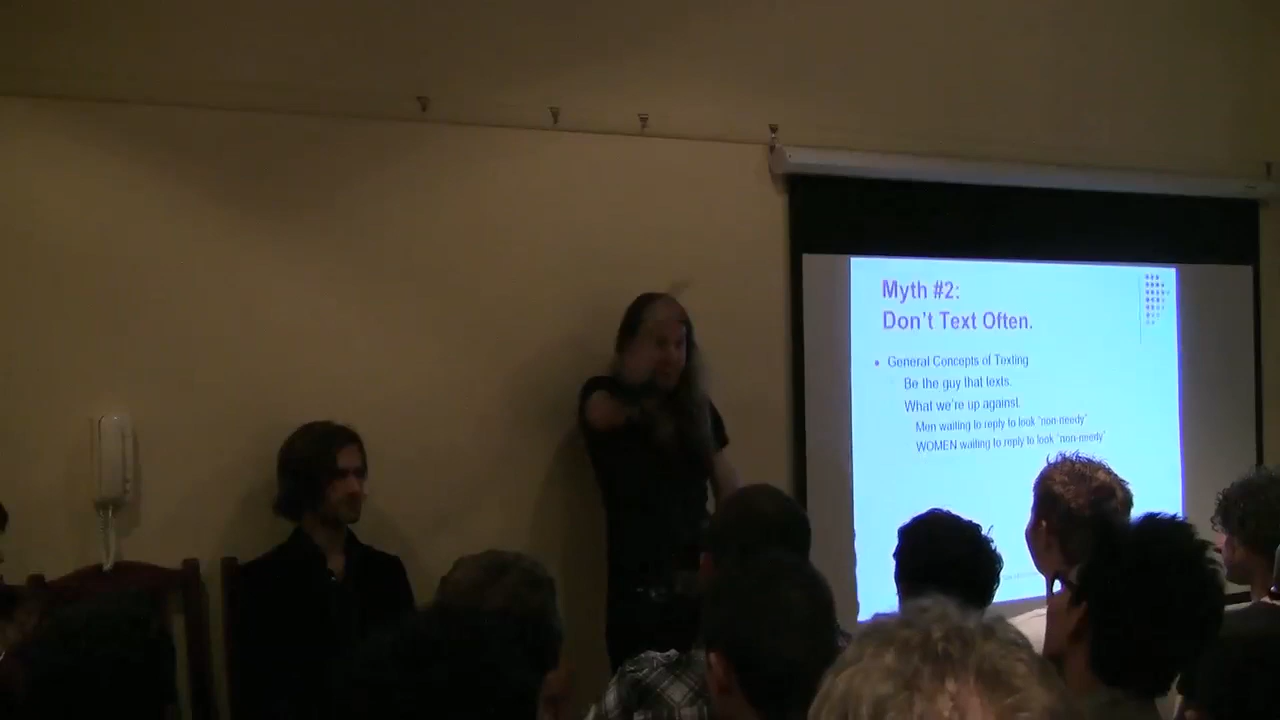 Myth #2:
Don't Text Often.
General Concepts of Texting
Be the guy that texts.
What we're up against.
Men waiting to reply to look "non-needy"
WOMEN waiting to reply to look "non-needy"